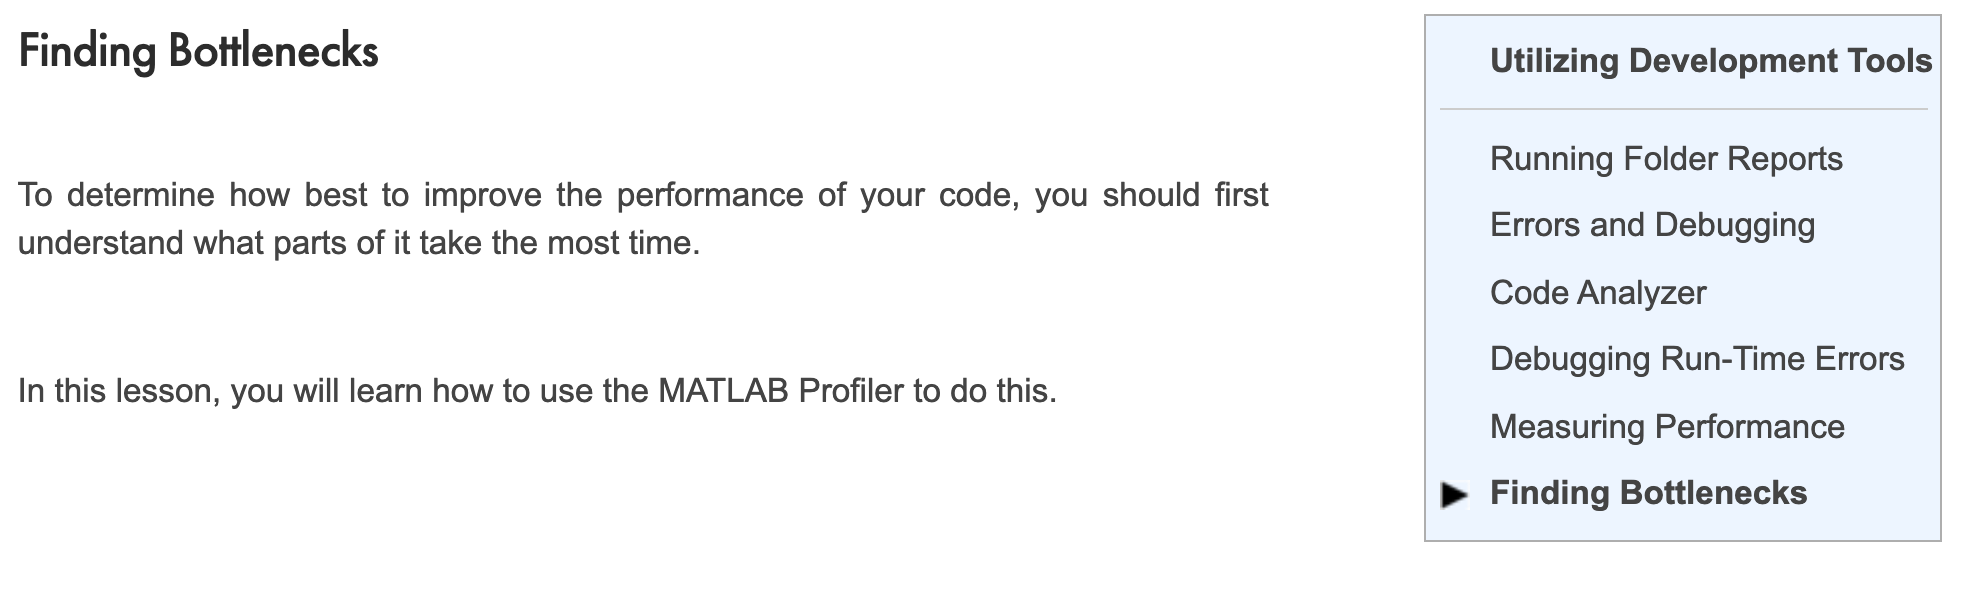 Finding Bottlenecks
To determine how best to improve the performance of your code, you should first
understand what parts of it take the most time.
In this lesson, you will learn how to use the MATLAB Profiler to do this.
Utilizing Development Tools
Running Folder Reports
Errors and Debugging
Code Analyzer
Debugging Run-Time Errors
Measuring Performance
Finding Bottlenecks